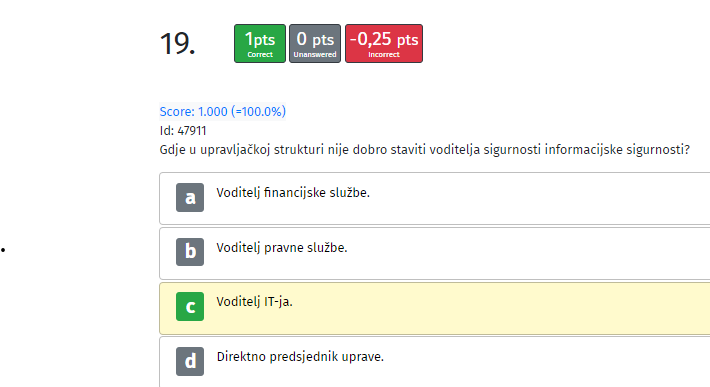 19.
1pts
Correct
0 pts
Unanswered
-0,25 pts
Incorrect
Score: 1.000 (=100.0%)
Id: 47911
Gdje u upravljačkoj strukturi nije dobro staviti voditelja sigurnosti informacijske sigurnosti?
a Voditelj financijske službe.
b Voditelj pravne službe.
c Voditelj IT-ja.
d Direktno predsjednik uprave.